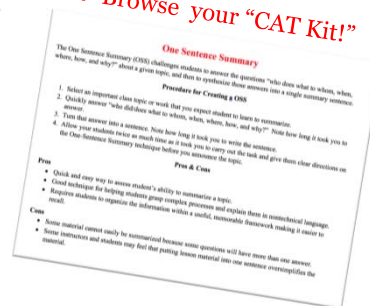 Browse your “CAT Kit!”
One Sentence Summary
The One Sentence Summary (OSS) challenges students to answer the questions “who does what to whom, when,
where, how, and why?” about a given topic, and then to synthesize those answers into a single summary sentence.
Procedure for Creating a OSS
1. Select an important class topic or work that you expect student to learn to summarize.
2. Quickly answer “who did/does what to whom, when, where, how, and why?” Note how long it took you to
answer.
3. Turn that answer into a sentence. Note how long it took you to write the sentence.
4. Allow your students twice as much time as it took you to carry out the task and give them clear directions on
the One-Sentence Summary technique before you announce the topic.
Pros & Cons
Pros
• Quick and easy way to assess student’s ability to summarize a topic.
• Good technique for helping students grasp complex processes and explain them in nontechnical language.
• Requires students to organize the information within a useful, memorable framework making it easier to
recall.
Cons
• Some material cannot easily be summarized because some questions will have more than one answer.
• Some instructors and students may feel that putting lesson material into one sentence oversimplifies the
material.